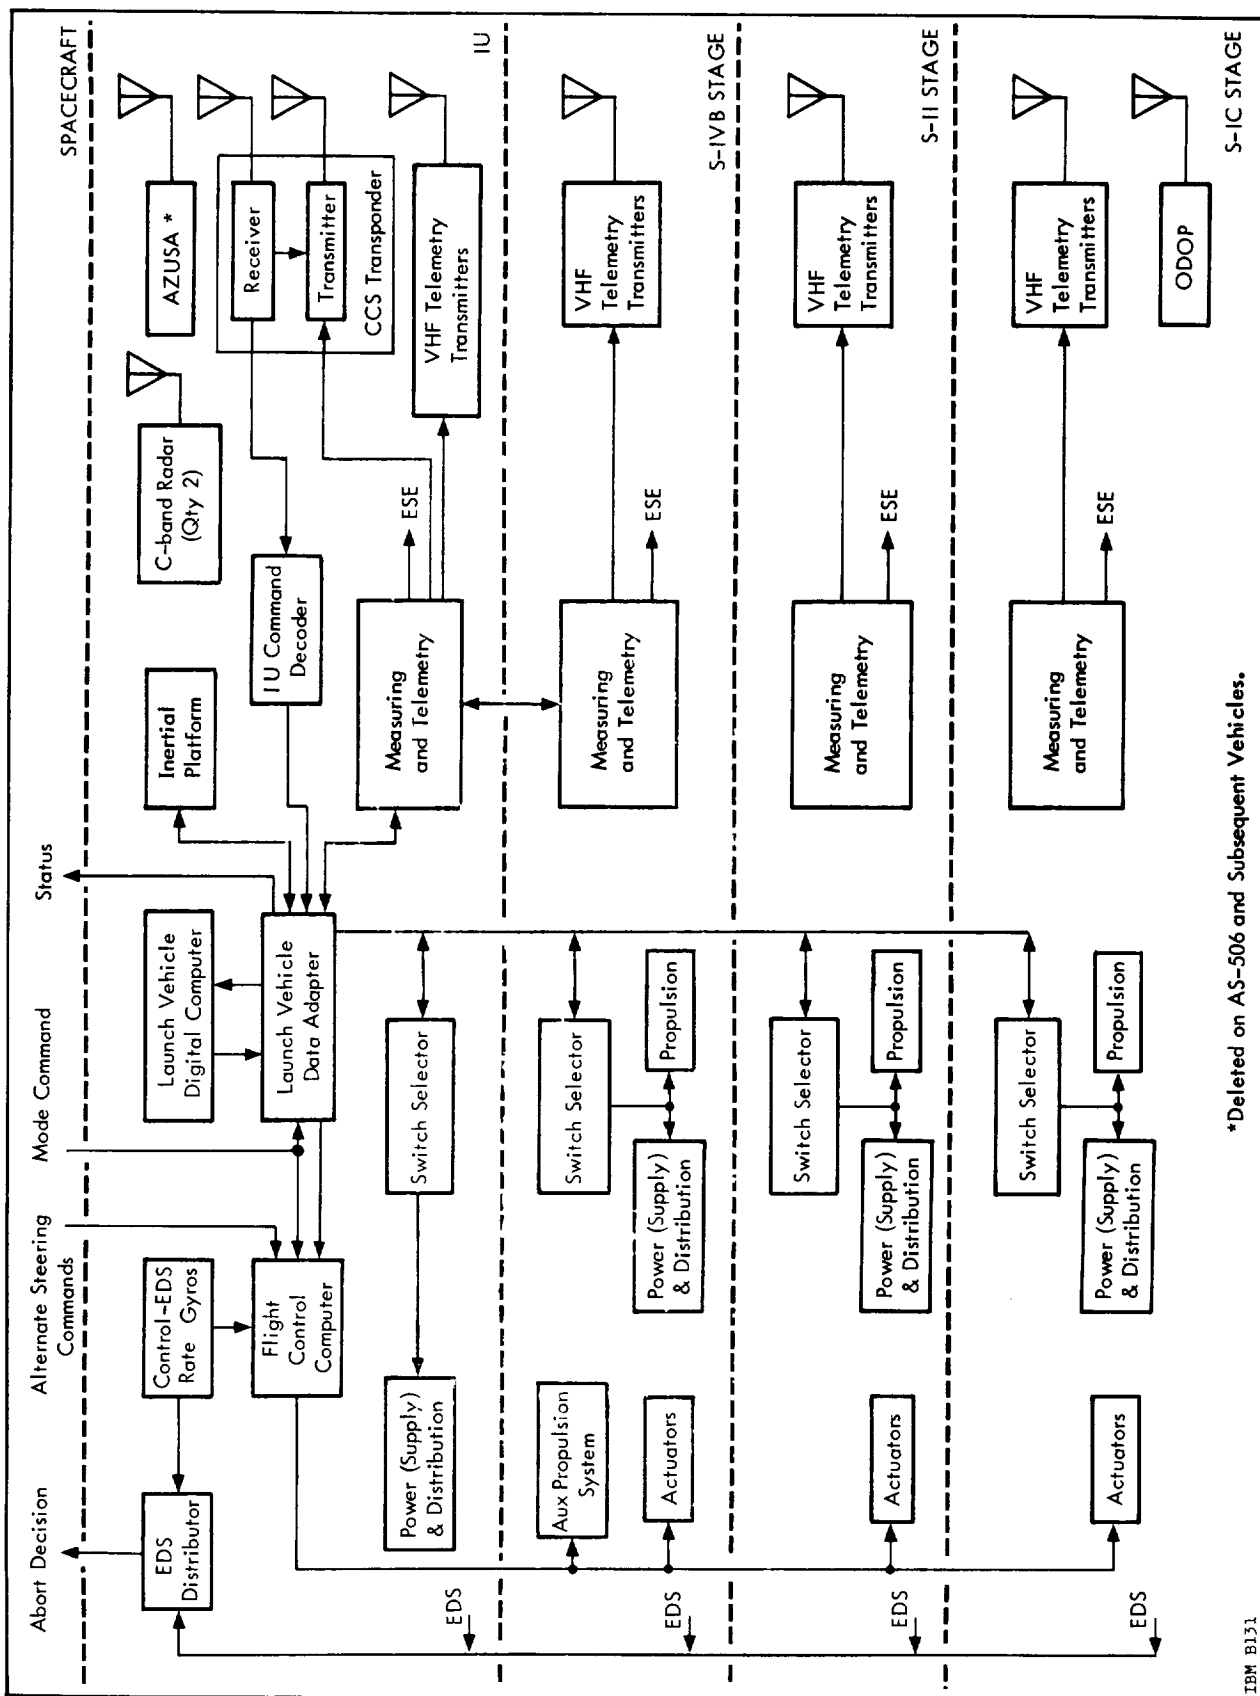 Abort Decision
Alternate Steering
Commands
Mode Command
Status
SPACECRAFT
EDS
Distributor
Control-EDS
Rate Gyros
Flight
Control
Computer
Launch Vehicle
Digital Computer
Launch Vehicle
Data Adapter
Inertial
Platform
C-band Radar
(Qty 2)
AZUSA *
IU Command
Decoder
Receiver
Transmitter
CCS Transponder
Power (Supply)
& Distribution
Switch Selector
Measuring
and Telemetry
ESE
VHF Telemetry
Transmitters
EDS
IU
Aux Propulsion
System
Actuators
Switch Selector
Power (Supply)
& Distribution
Propulsion
Measuring
and Telemetry
ESE
VHF
Telemetry
Transmitters
EDS
S-IVB STAGE
Actuators
Switch Selector
Power (Supply)
& Distribution
Propulsion
Measuring
and Telemetry
ESE
VHF
Telemetry
Transmitters
EDS
S-II STAGE
Actuators
Switch Selector
Power (Supply)
& Distribution
Propulsion
Measuring
and Telemetry
ESE
VHF
Telemetry
Transmitters
ODOP
EDS
S-IC STAGE
*Deleted on AS-506 and Subsequent Vehicles.
IBM B131